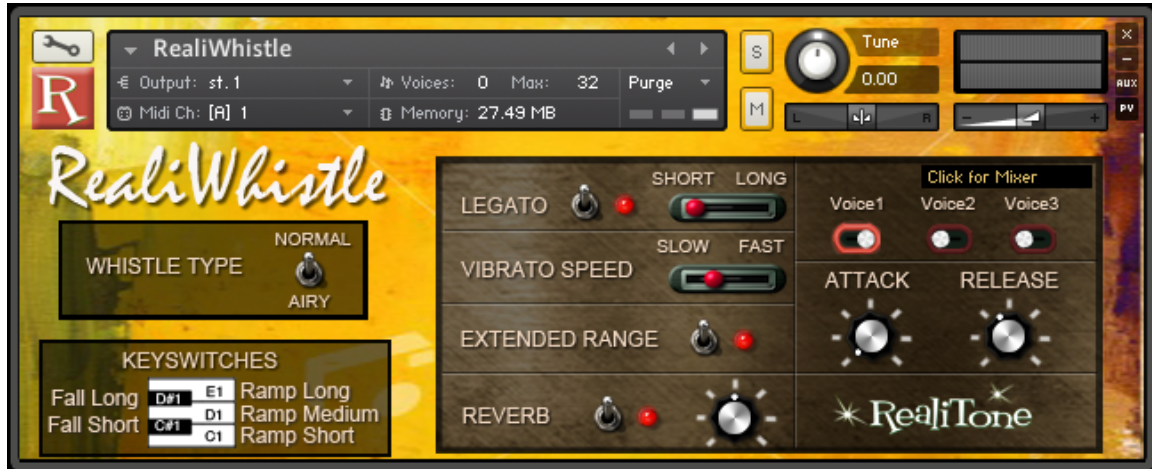 RealiWhistle
Output: st.1
Voices: 0 Max: 32
Purge
Midi Ch: [A] 1
Memory: 27.49 MB
S
M
Tune
0.00
L
R
-
+
×
-
AUX
PV
R
RealiWhistle
WHISTLE TYPE
NORMAL
AIRY
KEYSWITCHES
Fall Long D#1 E1 Ramp Long
D1 Ramp Medium
Fall Short C#1
C1 Ramp Short
LEGATO
SHORT LONG
VIBRATO SPEED
SLOW FAST
EXTENDED RANGE
REVERB
Click for Mixer
Voice1 Voice2 Voice3
ATTACK RELEASE
RealiTone